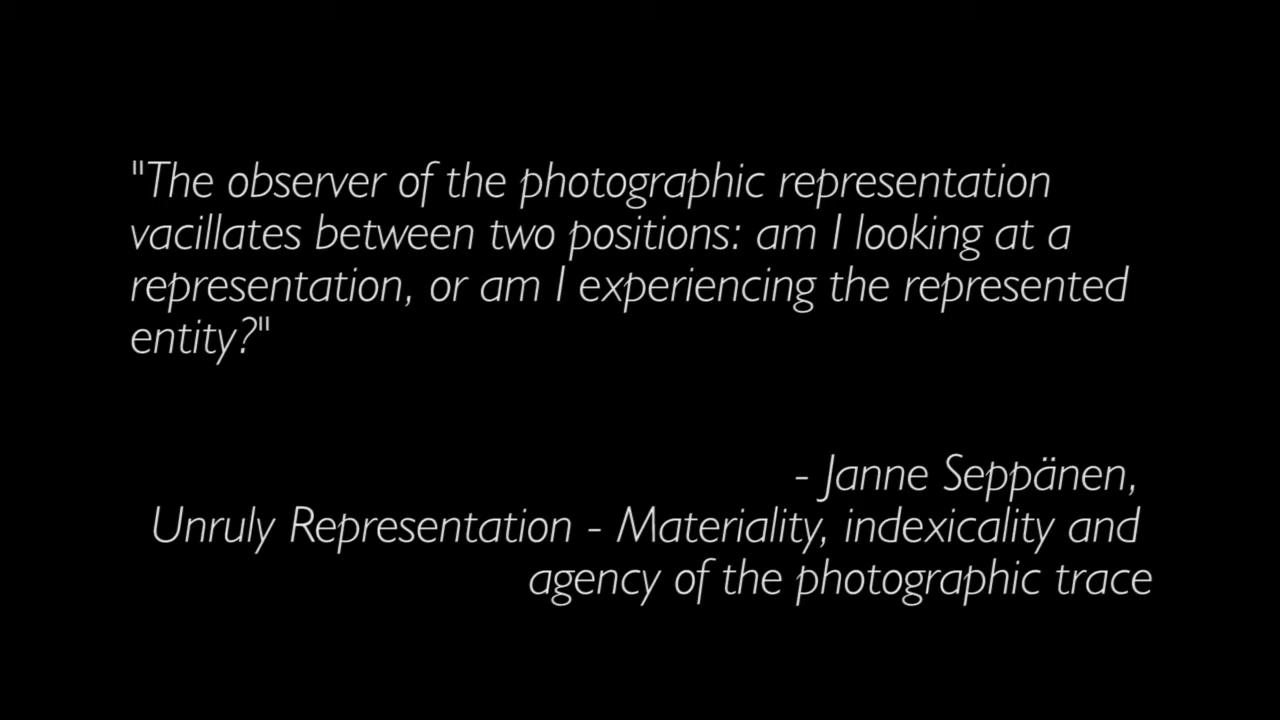 "The observer of the photographic representation
vacillates between two positions: am I looking at a
representation, or am I experiencing the represented
entity?"
- Janne Seppänen,
Unruly Representation - Materiality, indexicality and
agency of the photographic trace